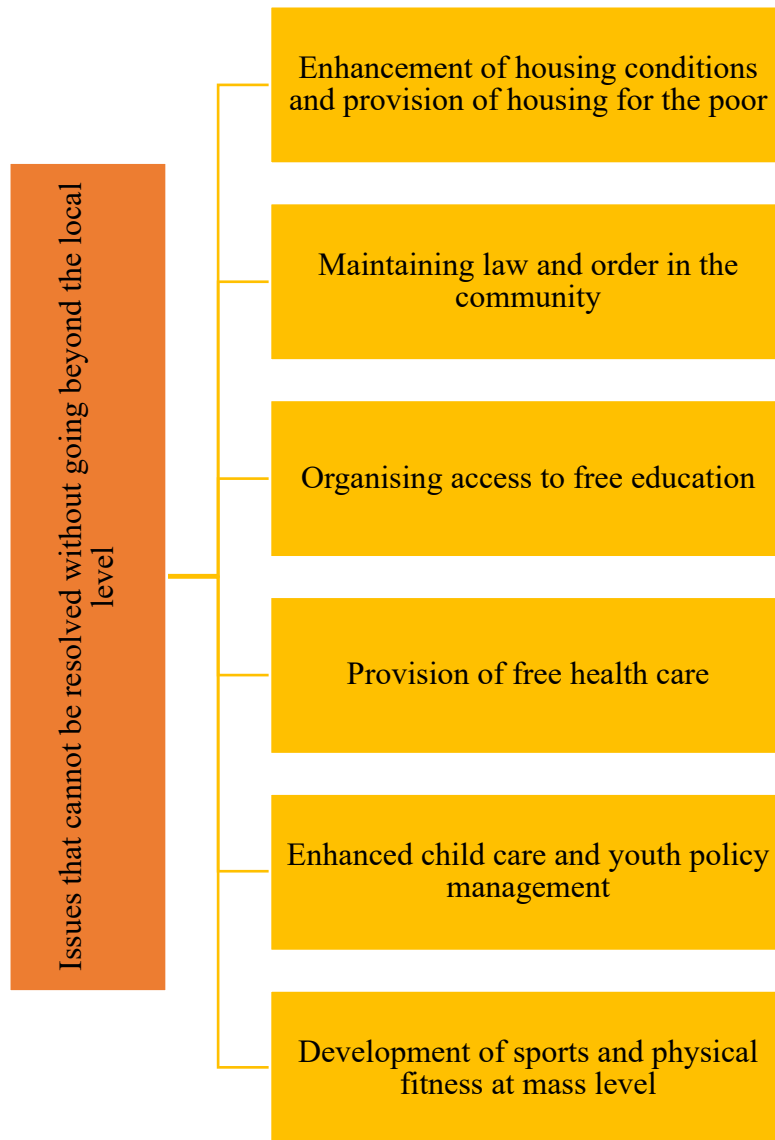 Issues that cannot be resolved without going beyond the local
level
Enhancement of housing conditions
and provision of housing for the poor
Maintaining law and order in the
community
Organising access to free education
Provision of free health care
Enhanced child care and youth policy
management
Development of sports and physical
fitness at mass level